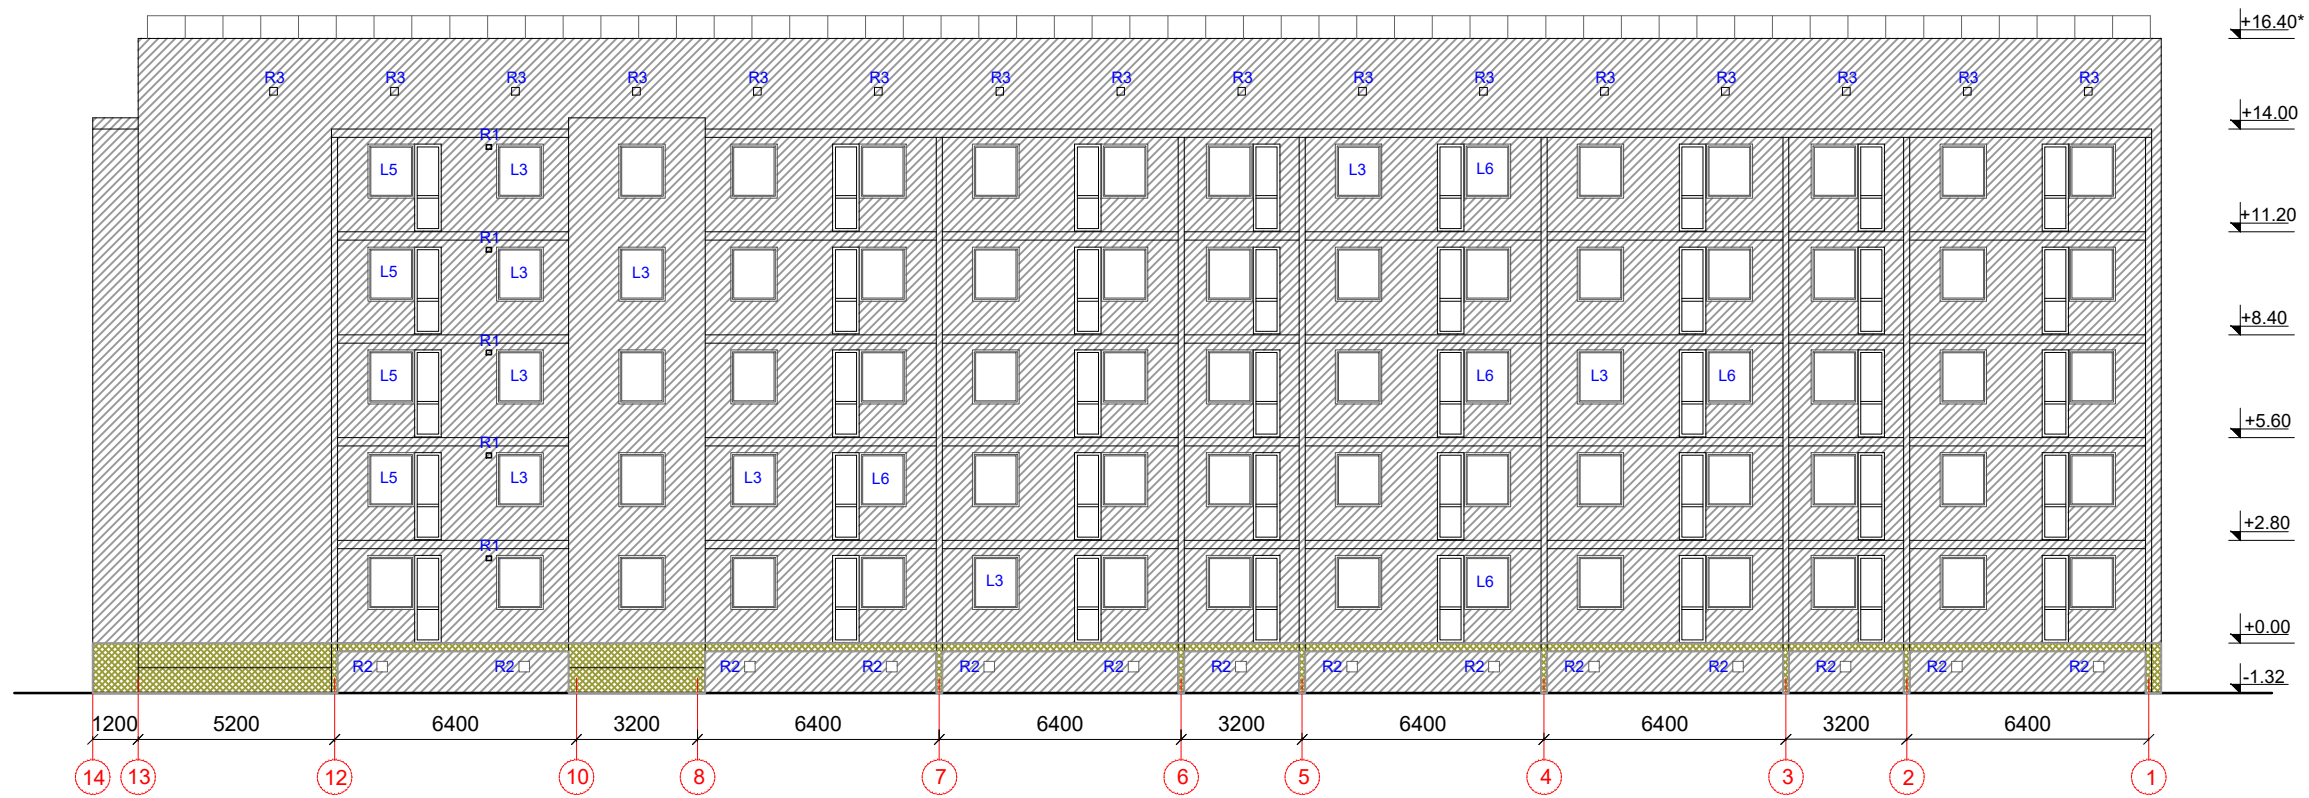 +16.40*
R3 R3 R3 R3 R3 R3 R3 R3 R3 R3 R3 R3 R3 R3 R3 R3
+14.00
R1
L5 L3 L3 L6
+11.20
R1
L5 L3 L3
+8.40
R1
L5 L3 L6 L3 L6
+5.60
R1
L5 L3 L3 L6
+2.80
R1
L3 L6
+0.00
R2 R2 R2 R2 R2 R2 R2 R2 R2 R2 R2 R2 R2 R2
-1.32
1200 5200 6400 3200 6400 6400 3200 6400 6400 3200 6400
14 13 12 10 8 7 6 5 4 3 2 1